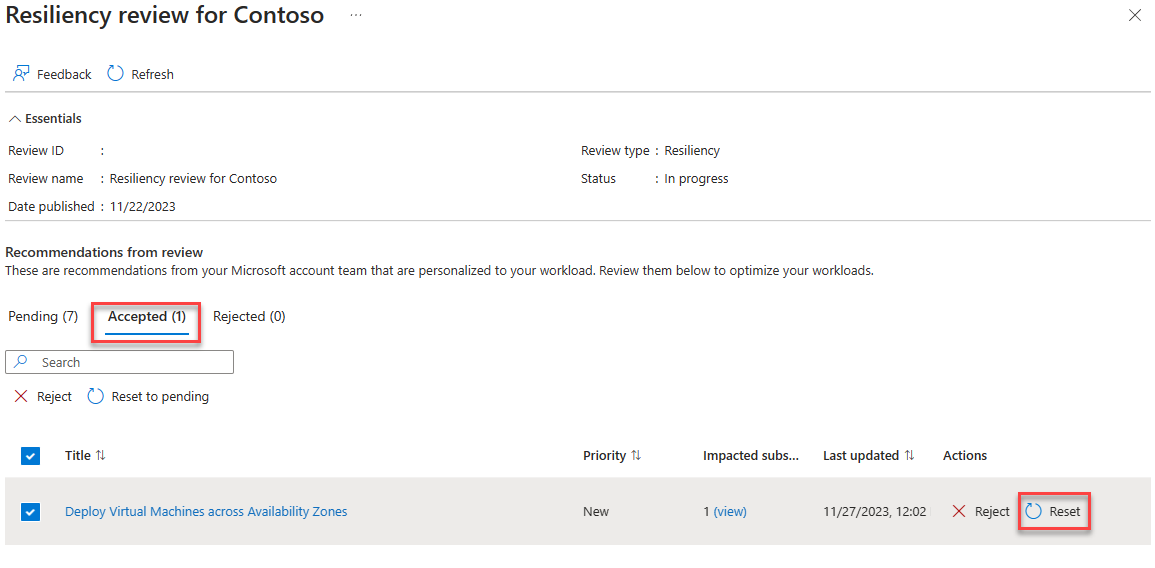 Resiliency review for Contoso ...
Feedback Refresh
Essentials
Review ID :
Review type : Resiliency
Review name : Resiliency review for Contoso
Status : In progress
Date published : 11/22/2023
Recommendations from review
These are recommendations from your Microsoft account team that are personalized to your workload. Review them below to optimize your workloads.
Pending (7) Accepted (1) Rejected (0)
Search
Reject Reset to pending
Title Priority Impacted subs... Last updated Actions
Deploy Virtual Machines across Availability Zones New 1 (view) 11/27/2023, 12:02 Reject Reset